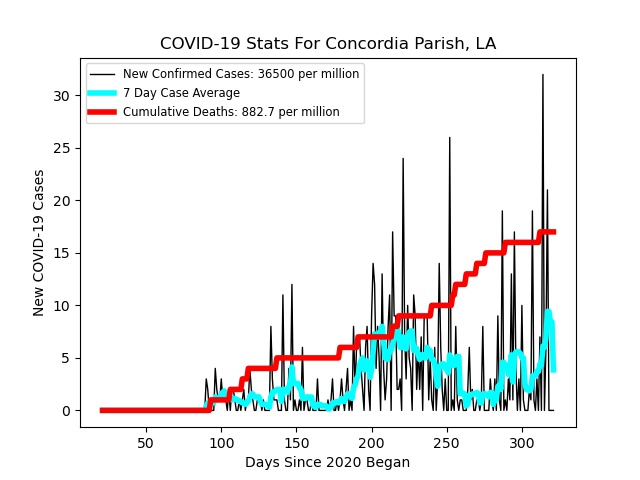 COVID-19 Stats For Concordia Parish, LA
New Confirmed Cases: 36500 per million
7 Day Case Average
Cumulative Deaths: 882.7 per million
New COVID-19 Cases
30
25
20
15
10
5
0
50 100 150 200 250 300
Days Since 2020 Began